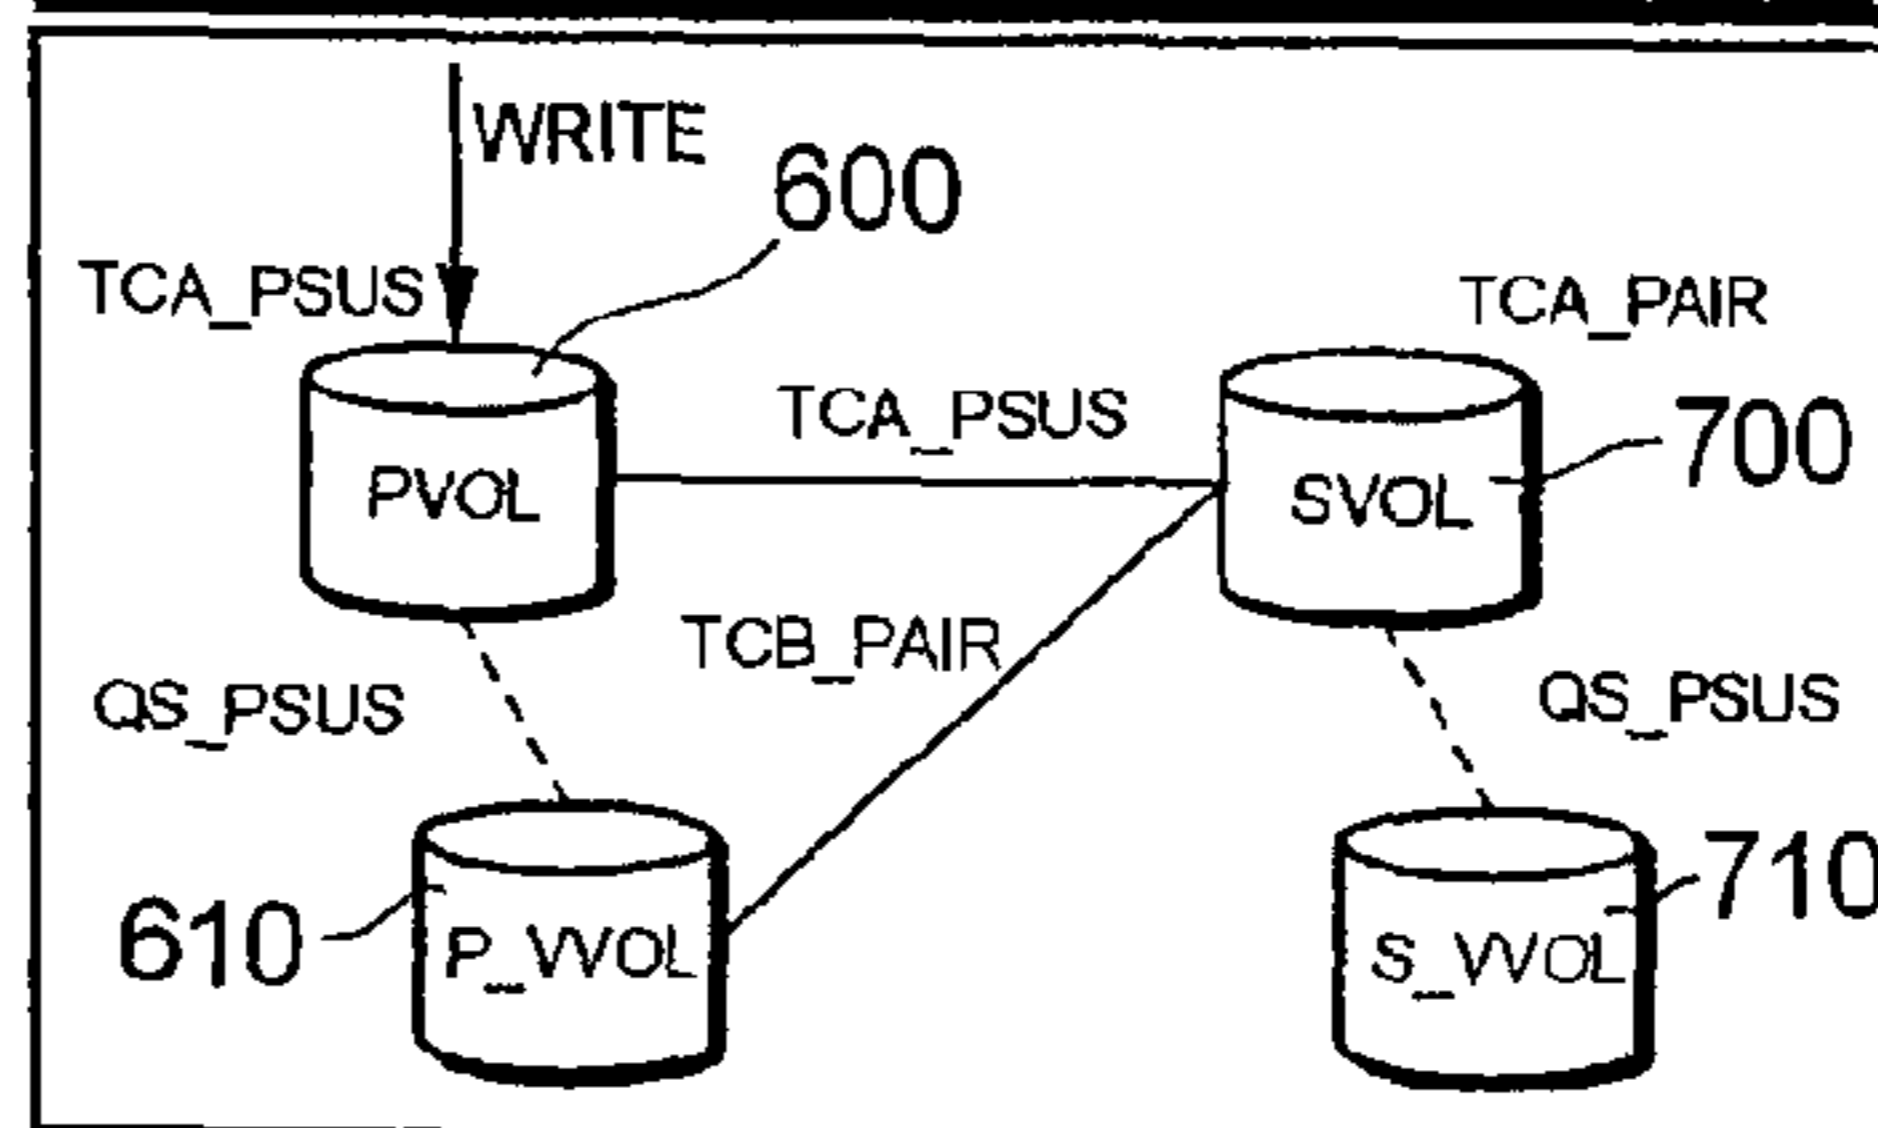 WRITE
600
TCA_PSUS
TCA_PAIR
TCA_PSUS
700
PVOL
SVOL
TCB_PAIR
QS_PSUS
QS_PSUS
610
P_VVOL
710
S_VVOL